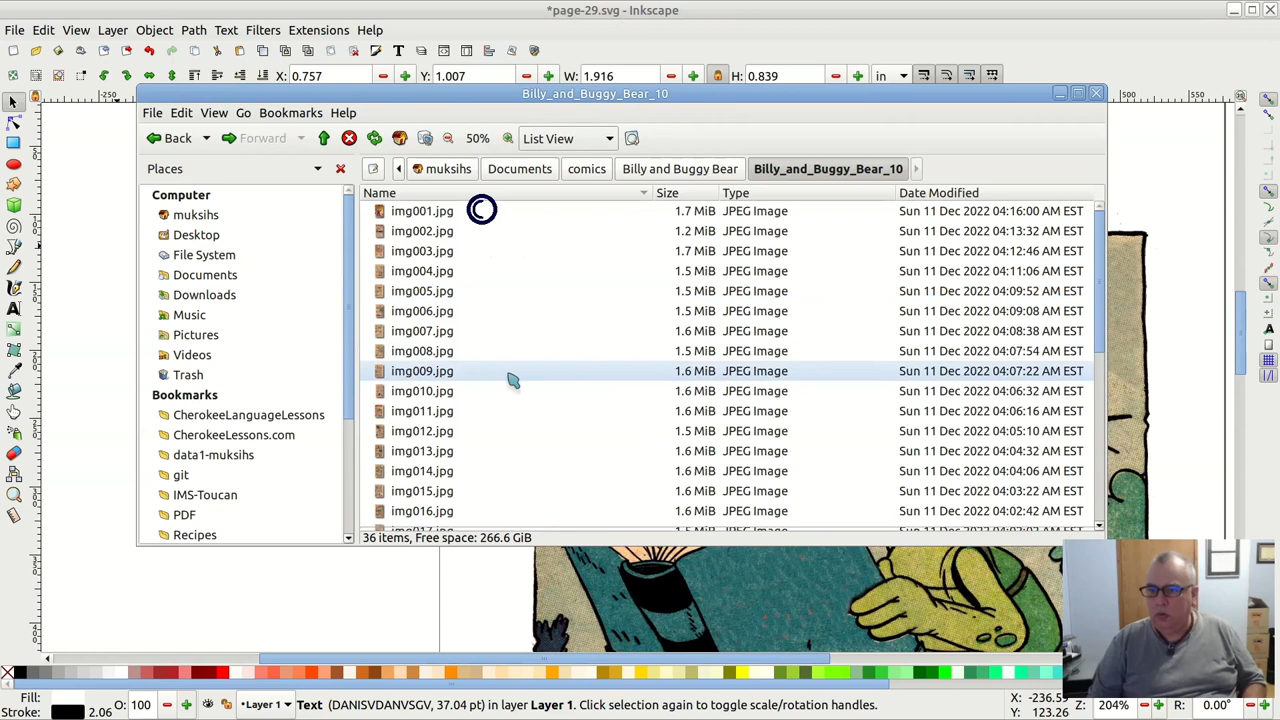 *page-29.svg - Inkscape
File Edit View Layer Object Path Text Filters Extensions Help
X: 0.757 Y: 1.007 W: 1.916 H: 0.839 in
-250 500 550
Billy_and_Buggy_Bear_10
File Edit View Go Bookmarks Help
Back Forward 50% List View
Places muksihs Documents comics Billy and Buggy Bear Billy_and_Buggy_Bear_10
Computer
muksihs
Desktop
File System
Documents
Downloads
Music
Pictures
Videos
Trash
Bookmarks
CherokeeLanguageLessons
CherokeeLessons.com
data1-muksihs
git
IMS-Toucan
PDF
Recipes
Name Size Type Date Modified
img001.jpg 1.7 MiB JPEG Image Sun 11 Dec 2022 04:16:00 AM EST
img002.jpg 1.2 MiB JPEG Image Sun 11 Dec 2022 04:13:32 AM EST
img003.jpg 1.7 MiB JPEG Image Sun 11 Dec 2022 04:12:46 AM EST
img004.jpg 1.5 MiB JPEG Image Sun 11 Dec 2022 04:11:06 AM EST
img005.jpg 1.5 MiB JPEG Image Sun 11 Dec 2022 04:09:52 AM EST
img006.jpg 1.5 MiB JPEG Image Sun 11 Dec 2022 04:09:08 AM EST
img007.jpg 1.6 MiB JPEG Image Sun 11 Dec 2022 04:08:38 AM EST
img008.jpg 1.5 MiB JPEG Image Sun 11 Dec 2022 04:07:54 AM EST
img009.jpg 1.6 MiB JPEG Image Sun 11 Dec 2022 04:07:22 AM EST
img010.jpg 1.6 MiB JPEG Image Sun 11 Dec 2022 04:06:32 AM EST
img011.jpg 1.6 MiB JPEG Image Sun 11 Dec 2022 04:06:16 AM EST
img012.jpg 1.5 MiB JPEG Image Sun 11 Dec 2022 04:05:10 AM EST
img013.jpg 1.6 MiB JPEG Image Sun 11 Dec 2022 04:04:32 AM EST
img014.jpg 1.6 MiB JPEG Image Sun 11 Dec 2022 04:04:06 AM EST
img015.jpg 1.6 MiB JPEG Image Sun 11 Dec 2022 04:03:22 AM EST
img016.jpg 1.6 MiB JPEG Image Sun 11 Dec 2022 04:02:42 AM EST
36 items, Free space: 266.6 GiB
Fill: O: 100 •Layer 1 Text (DANISVDANVSGV, 37.04 pt) in layer Layer 1. Click selection again to toggle scale/rotation handles. X: -236.55 Z: 204% R: 0.00°
Stroke: 2.06 Y: 123.26